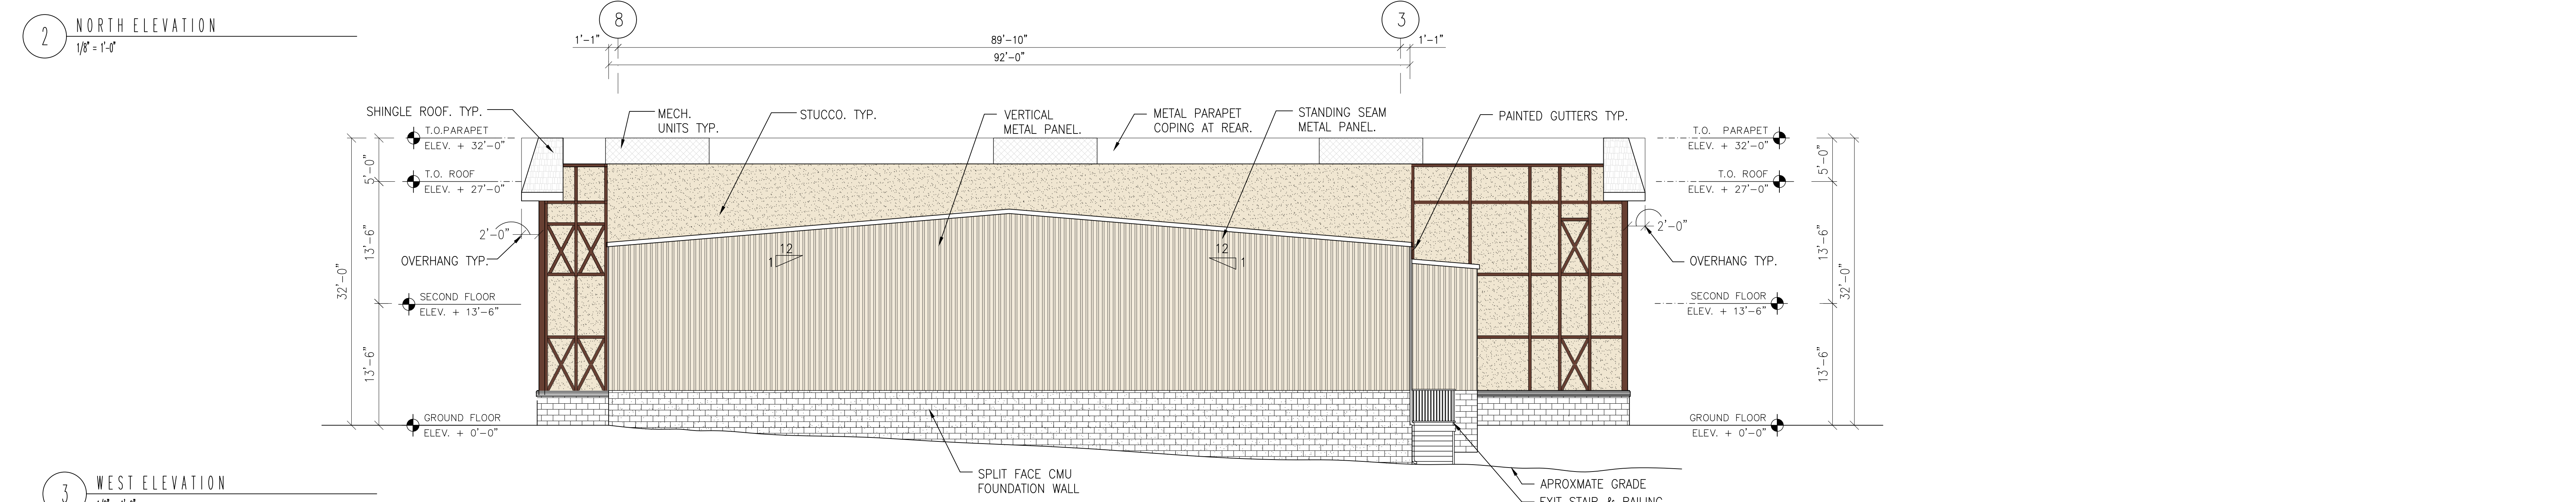 2 NORTH ELEVATION
1/8" = 1'-0"
8
3
1'-1"
89'-10"
1'-1"
92'-0"
SHINGLE ROOF. TYP.
MECH.
UNITS TYP.
STUCCO. TYP.
VERTICAL
METAL PANEL.
METAL PARAPET
COPING AT REAR.
STANDING SEAM
METAL PANEL.
PAINTED GUTTERS TYP.
T.O.PARAPET
ELEV. + 32'-0"
T.O. ROOF
ELEV. + 27'-0"
2'-0"
OVERHANG TYP.
SECOND FLOOR
ELEV. + 13'-6"
GROUND FLOOR
ELEV. + 0'-0"
5'-0"
13'-6"
13'-6"
32'-0"
12
1
12
1
T.O. PARAPET
ELEV. + 32'-0"
T.O. ROOF
ELEV. + 27'-0"
2'-0"
OVERHANG TYP.
SECOND FLOOR
ELEV. + 13'-6"
GROUND FLOOR
ELEV. + 0'-0"
5'-0"
13'-6"
13'-6"
32'-0"
SPLIT FACE CMU
FOUNDATION WALL
APROXMATE GRADE
EXIT STAIR & RAILING
3 WEST ELEVATION